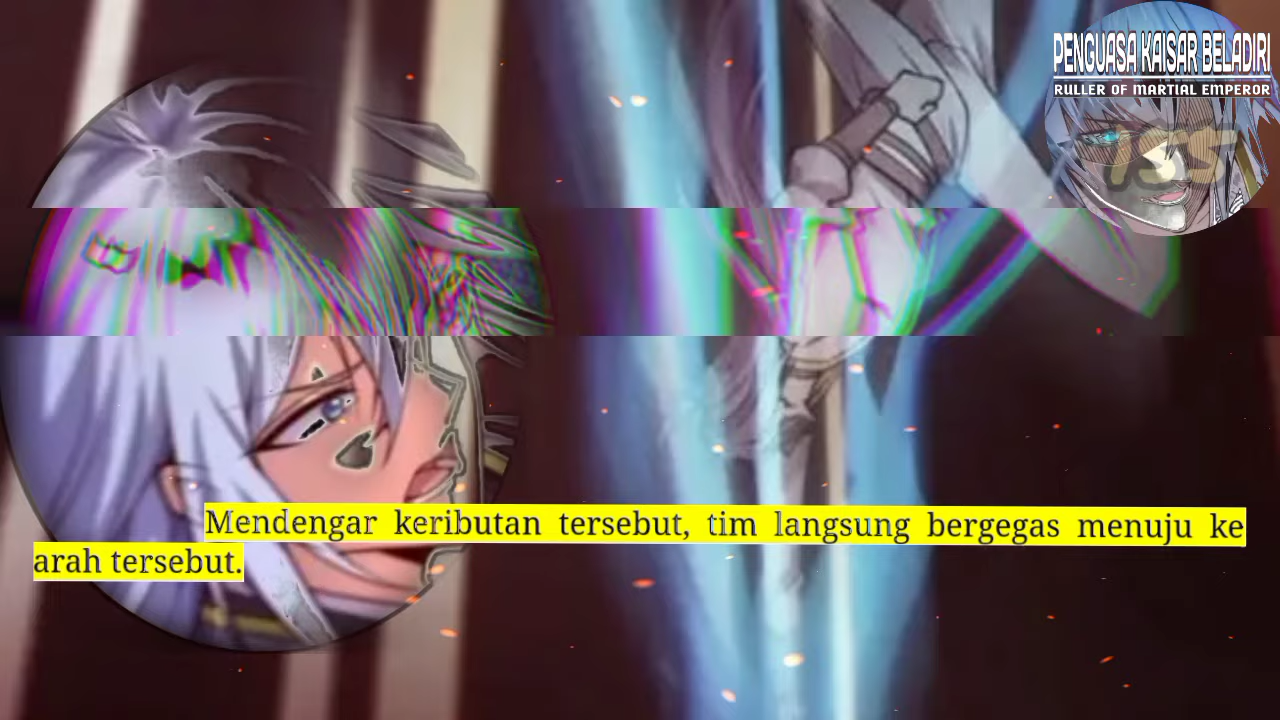 PENGUASA KAISAR BELADIRI
RULLER OF MARTIAL EMPEROR
Mendengar keributan tersebut, tim langsung bergegas menuju ke
arah tersebut.